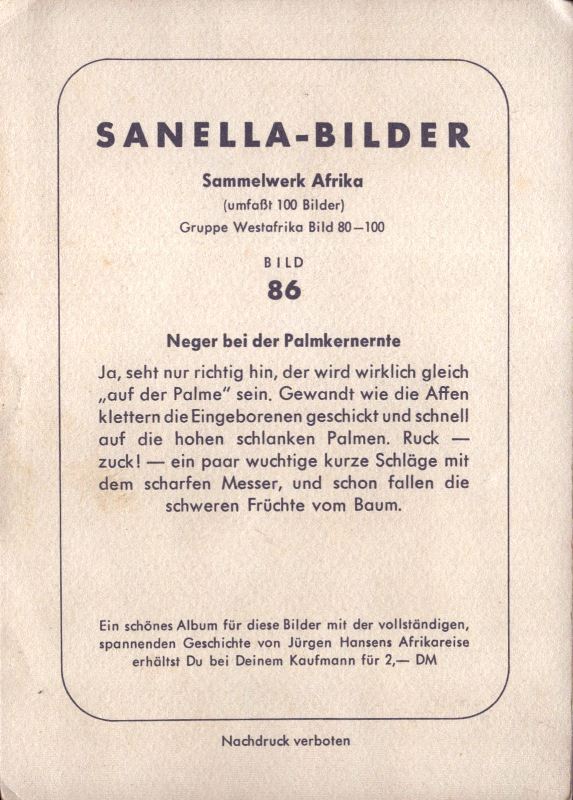 SANELLA-BILDER
Sammelwerk Afrika
(umfaßt 100 Bilder)
Gruppe Westafrika Bild 80—100
BILD
86
Neger bei der Palmkernernte
Ja, seht nur richtig hin, der wird wirklich gleich
„auf der Palme“ sein. Gewandt wie die Affen
klettern die Eingeborenen geschickt und schnell
auf die hohen schlanken Palmen. Ruck —
zuck! — ein paar wuchtige kurze Schläge mit
dem scharfen Messer, und schon fallen die
schweren Früchte vom Baum.
Ein schönes Album für diese Bilder mit der vollständigen,
spannenden Geschichte von Jürgen Hansens Afrikareise
erhältst Du bei Deinem Kaufmann für 2,— DM
Nachdruck verboten